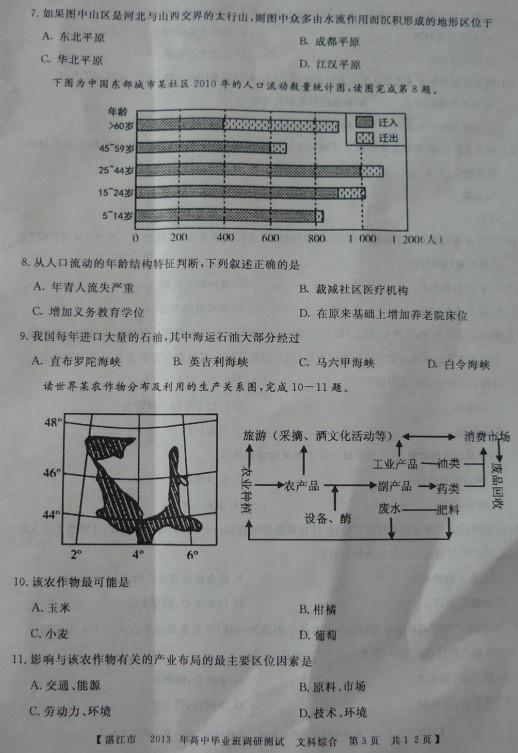 7. 如果图中山区是河北与山西交界的太行山,则图中众多由水流作用而沉积形成的地形区位于
A. 东北平原 B. 成都平原
C. 华北平原 D. 江汉平原
下图为中国东部城市某社区 2010 年的人口流动数量统计图,读图完成第 8 题。
年龄
>60岁
45~59岁
25~44岁
15~24岁
5~14岁
迁入
迁出
0 200 400 600 800 1 000 1 200(人)
8. 从人口流动的年龄结构特征判断,下列叙述正确的是
A. 年青人流失严重 B. 裁减社区医疗机构
C. 增加义务教育学位 D. 在原来基础上增加养老院床位
9. 我国每年进口大量的石油,其中海运石油大部分经过
A. 直布罗陀海峡 B. 英吉利海峡 C. 马六甲海峡 D. 白令海峡
读世界某农作物分布及利用的生产关系图,完成10－11 题。
48°
46°
44°
2° 4° 6°
旅游（采摘、酒文化活动等） 消费市场
工业产品 油类
农业种植 农产品 副产品 药类 废品回收
废水 肥料
设备、酶
10. 该农作物最可能是
A. 玉米 B. 柑橘
C. 小麦 D. 葡萄
11. 影响与该农作物有关的产业布局的最主要区位因素是
A. 交通、能源 B. 原料、市场
C. 劳动力、环境 D. 技术、环境
【湛江市 2013 年高中毕业班调研测试 文科综合 第 3 页 共 1 2 页】